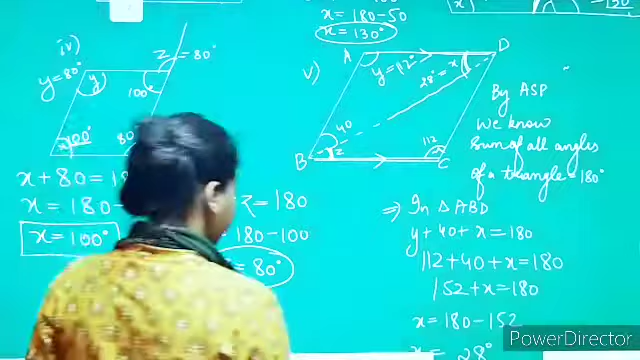 x = 180-50
x = 130°
iv)
z = 80°
y = 80°
y
100°
x 100°
80
x + 80 = 18
x = 180-
x = 100°
z = 180
180-100
= 80°
v)
A
D
y = 112°
28° = x
40
z
112
B
C
By ASP
We know
Sum of all angles
of a triangle = 180°
⇒ In △ ABD
y + 40 + x = 180
112 + 40 + x = 180
152 + x = 180
x = 180 - 152
x = 28°
PowerDirector